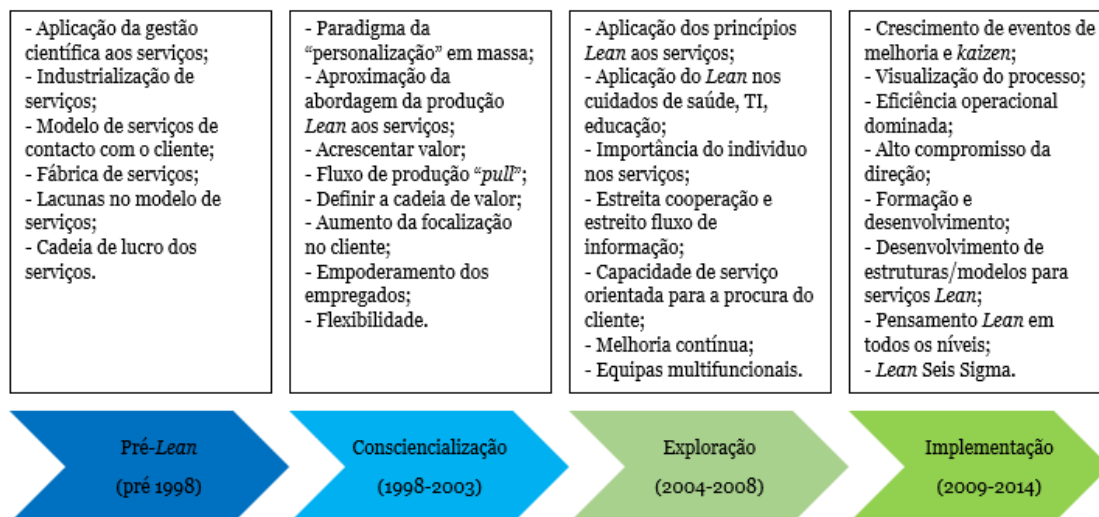 - Aplicação da gestão
científica aos serviços;
- Industrialização de
serviços;
- Modelo de serviços de
contacto com o cliente;
- Fábrica de serviços;
- Lacunas no modelo de
serviços;
- Cadeia de lucro dos
serviços.
- Paradigma da
“personalização” em massa;
- Aproximação da
abordagem da produção
Lean aos serviços;
- Acrescentar valor;
- Fluxo de produção “pull”;
- Definir a cadeia de valor;
- Aumento da focalização
no cliente;
- Empoderamento dos
empregados;
- Flexibilidade.
- Aplicação dos princípios
Lean aos serviços;
- Aplicação do Lean nos
cuidados de saúde, TI,
educação;
- Importância do individuo
nos serviços;
- Estreita cooperação e
estreito fluxo de
informação;
- Capacidade de serviço
orientada para a procura do
cliente;
- Melhoria contínua;
- Equipas multifuncionais.
- Crescimento de eventos de
melhoria e kaizen;
- Visualização do processo;
- Eficiência operacional
dominada;
- Alto compromisso da
direção;
- Formação e
desenvolvimento;
- Desenvolvimento de
estruturas/modelos para
serviços Lean;
- Pensamento Lean em
todos os níveis;
- Lean Seis Sigma.
Pré-Lean
(pré 1998)
Consciencialização
(1998-2003)
Exploração
(2004-2008)
Implementação
(2009-2014)